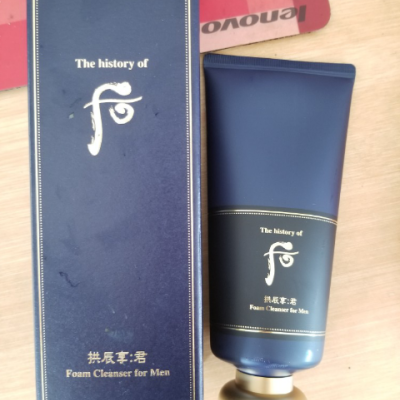 lenovo
The history of
后
拱辰享:君
Foam Cleanser for Men
The history of
后
拱辰享:君
Foam Cleanser for Men